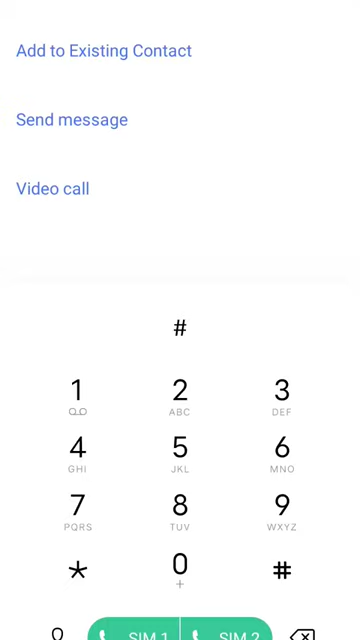 Add to Existing Contact
Send message
Video call
#
1 2 3
ABC DEF
4 5 6
GHI JKL MNO
7 8 9
PQRS TUV WXYZ
* 0 #
+
SIM 1 SIM 2